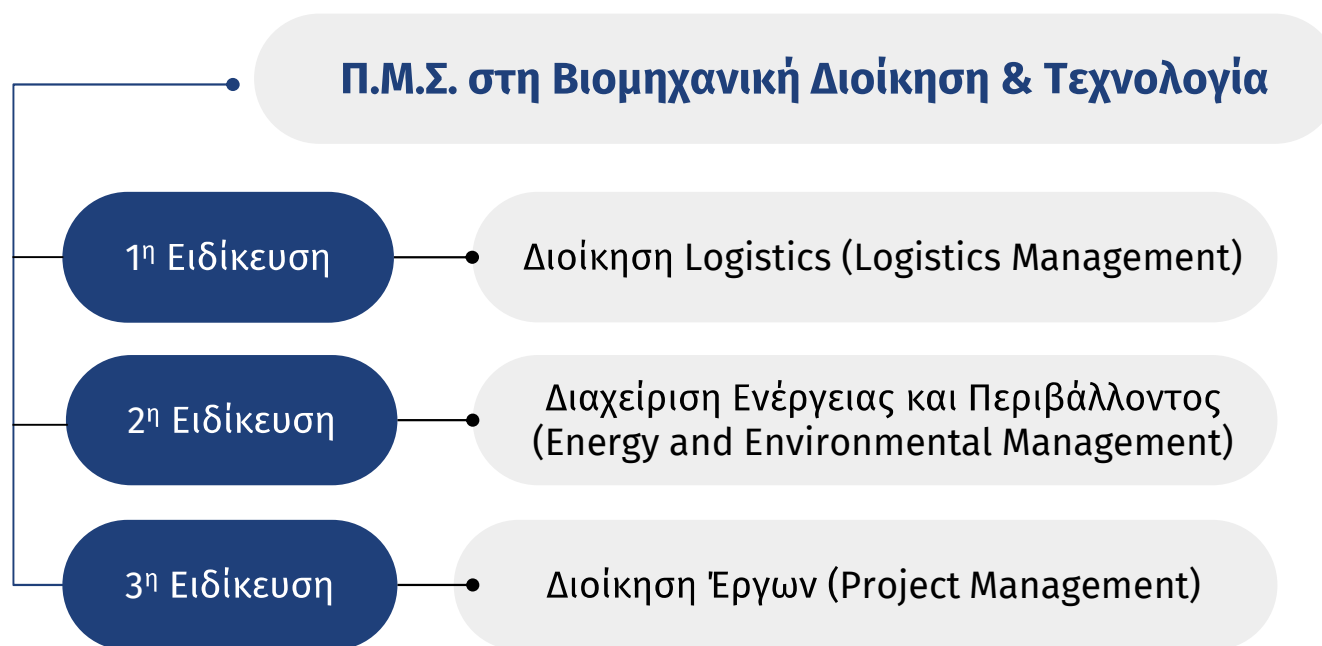 Π.Μ.Σ. στη Βιομηχανική Διοίκηση & Τεχνολογία
1η Ειδίκευση
Διοίκηση Logistics (Logistics Management)
2η Ειδίκευση
Διαχείριση Ενέργειας και Περιβάλλοντος
(Energy and Environmental Management)
3η Ειδίκευση
Διοίκηση Έργων (Project Management)